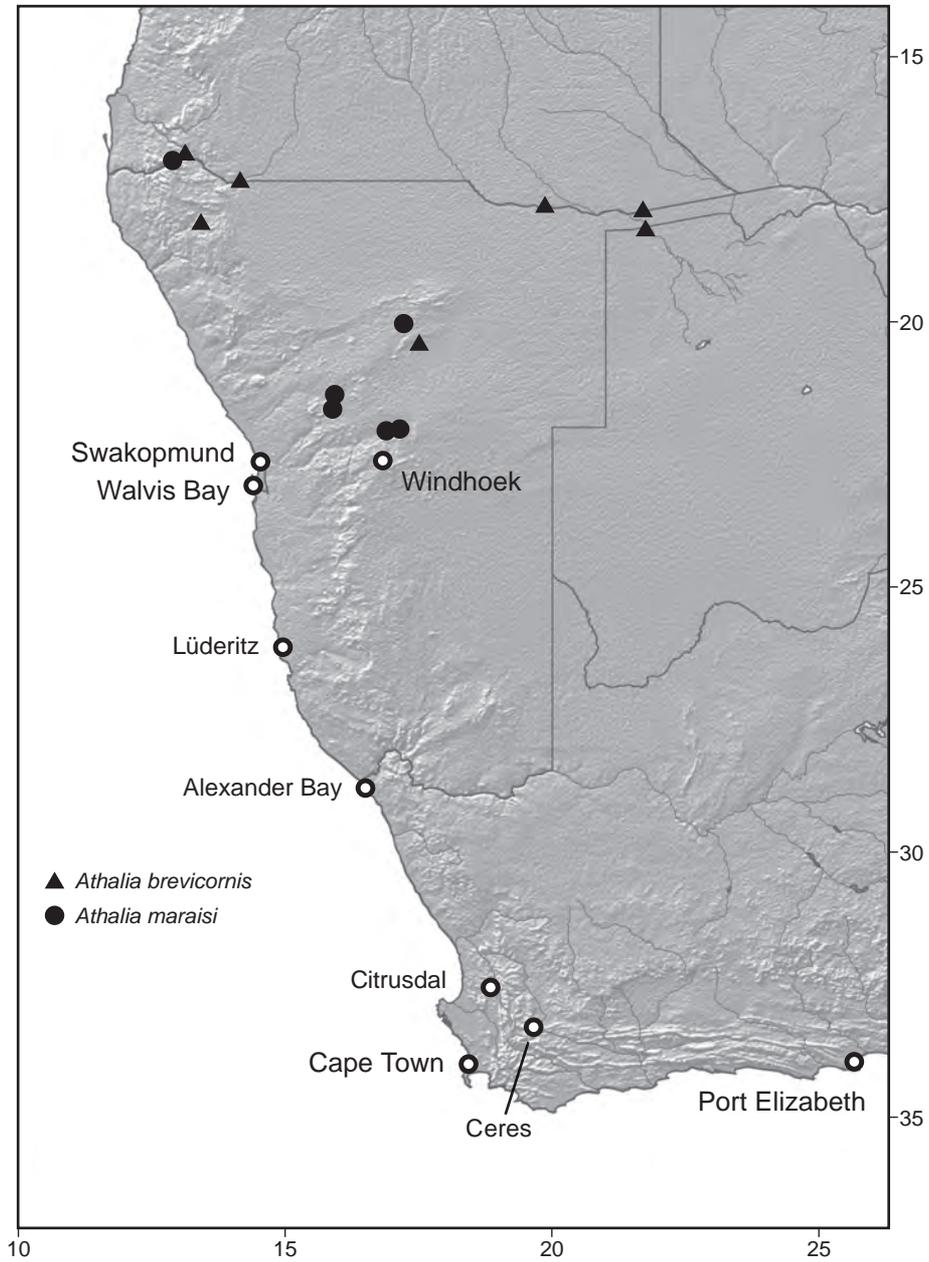 15
20
Swakopmund
Walvis Bay
Windhoek
25
Lüderitz
Alexander Bay
30
Athalia brevicornis
Athalia maraisi
Citrusdal
Cape Town
Port Elizabeth
Ceres
35
10 15 20 25